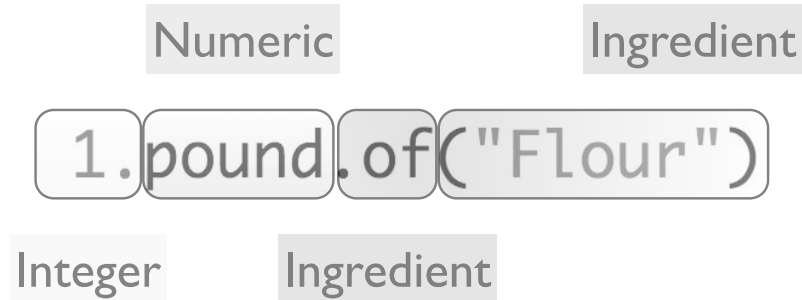 Numeric Ingredient
1.pound.of("Flour")
Integer Ingredient